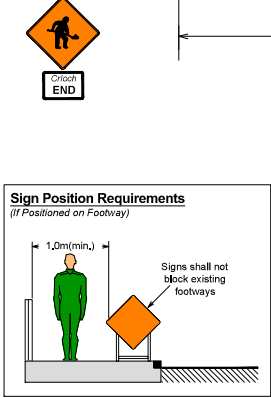 Críoch
END
Sign Position Requirements
(If Positioned on Footway)
1.0m(min.)
Signs shall not
block existing
footways